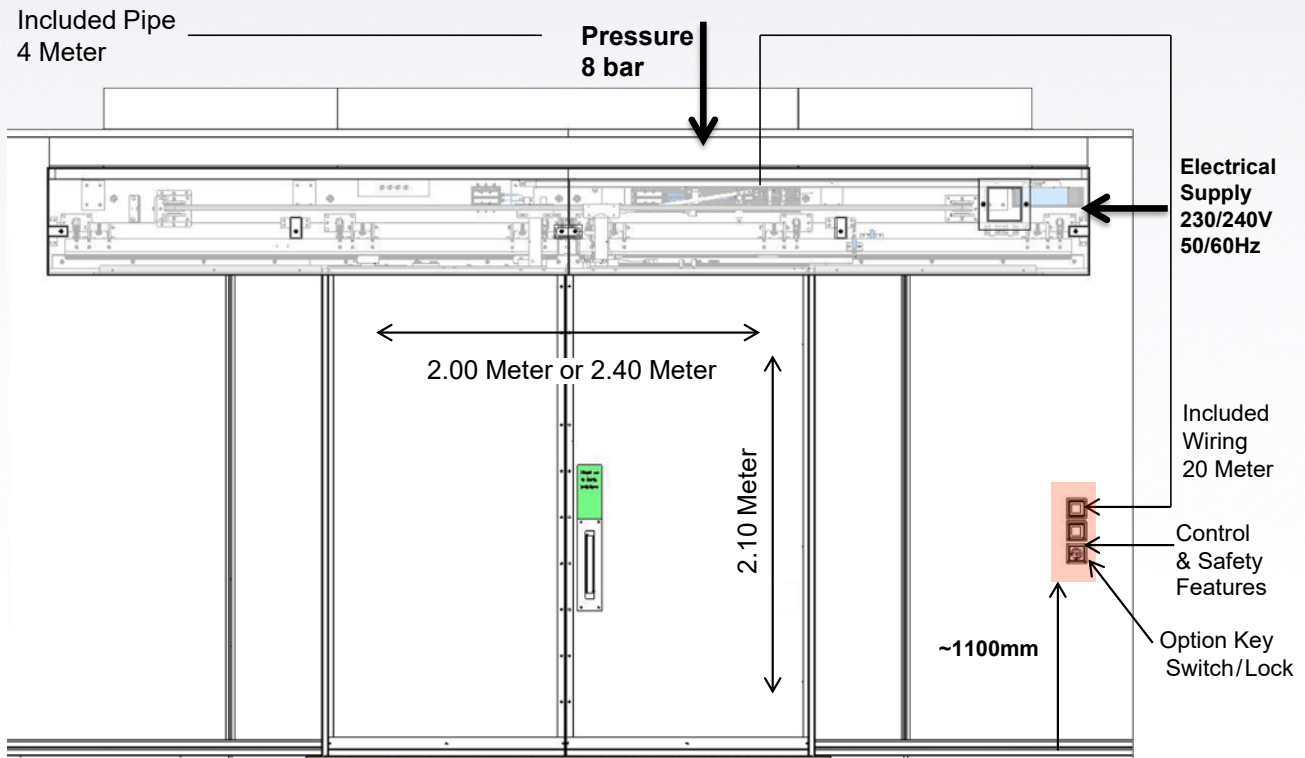 Included Pipe
4 Meter
Pressure
8 bar
Electrical
Supply
230/240V
50/60Hz
2.00 Meter or 2.40 Meter
2.10 Meter
Included
Wiring
20 Meter
Control
& Safety
Features
~1100mm
Option Key
Switch/Lock